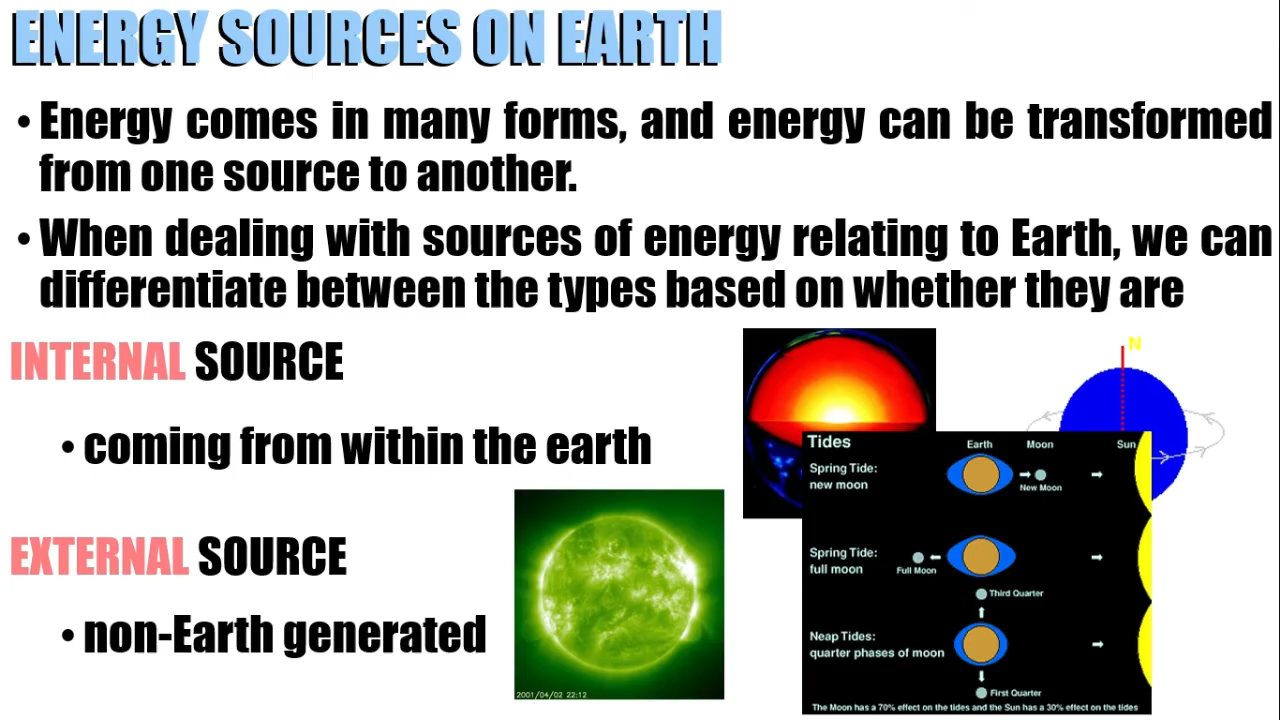 ENERGY SOURCES ON EARTH
• Energy comes in many forms, and energy can be transformed
from one source to another.
• When dealing with sources of energy relating to Earth, we can
differentiate between the types based on whether they are
INTERNAL SOURCE
• coming from within the earth
EXTERNAL SOURCE
• non-Earth generated
2001/04/02 22:12
N
Tides
Earth
Moon
Sun
Spring Tide:
new moon
New Moon
Spring Tide:
full moon
Full Moon
Third Quarter
Neap Tides:
quarter phases of moon
First Quarter
The Moon has a 70% effect on the tides and the Sun has a 30% effect on the tides